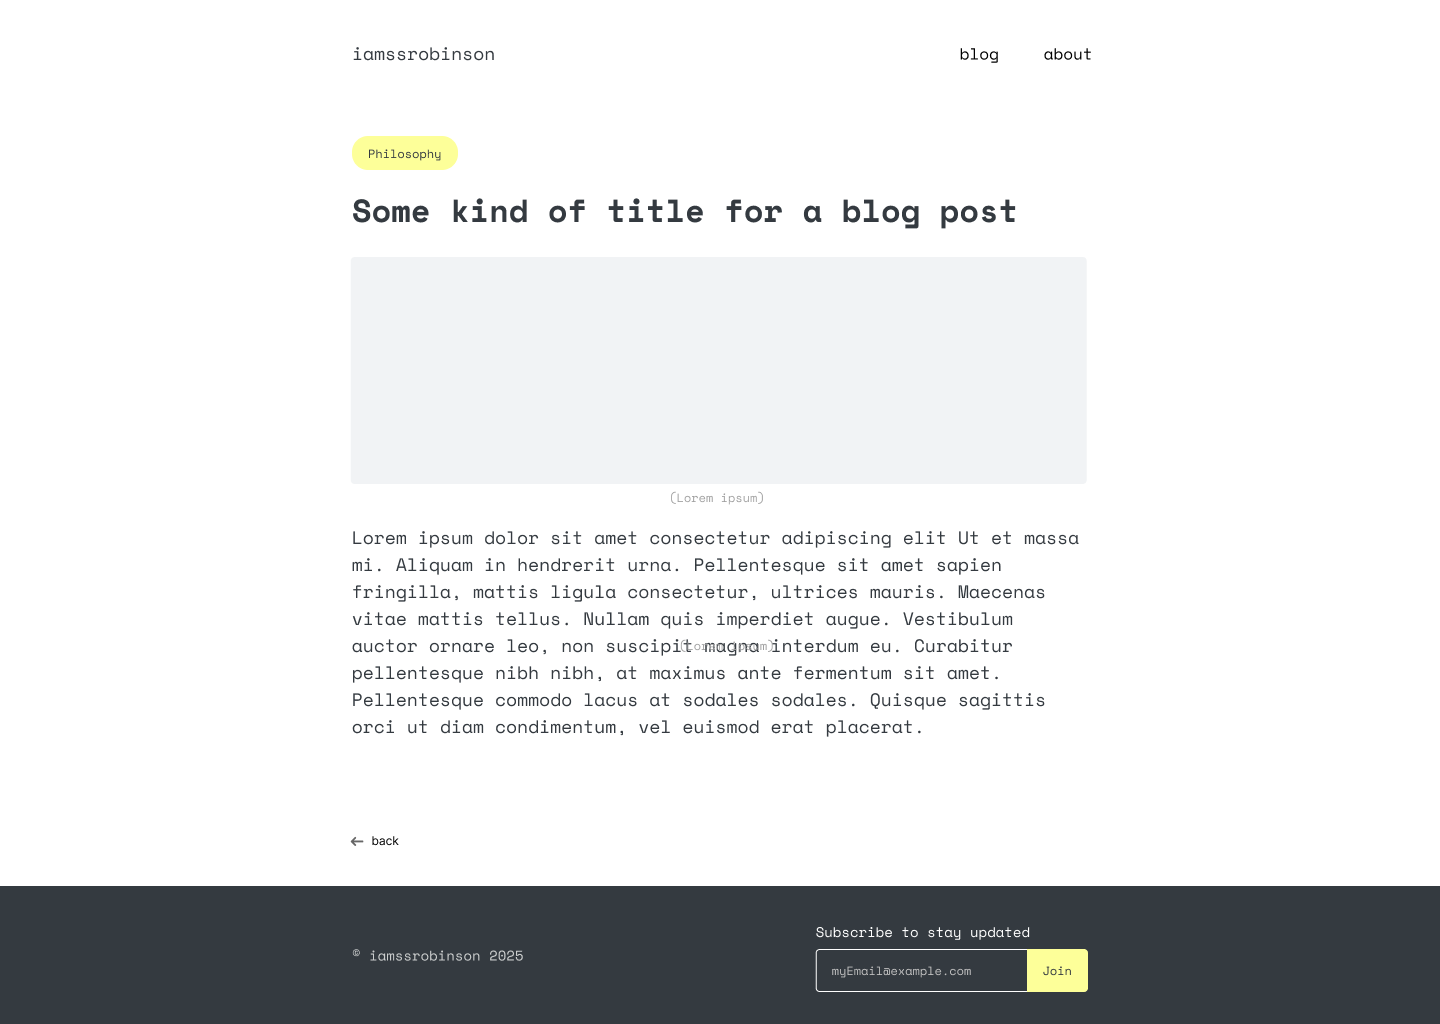 iamssrobinson
blog about
Philosophy
Some kind of title for a blog post
(Lorem ipsum)
Lorem ipsum dolor sit amet consectetur adipiscing elit Ut et massa
mi. Aliquam in hendrerit urna. Pellentesque sit amet sapien
fringilla, mattis ligula consectetur, ultrices mauris. Maecenas
vitae mattis tellus. Nullam quis imperdiet augue. Vestibulum
auctor ornare leo, non suscipit magna interdum eu. Curabitur
(Lorem ipsum)
pellentesque nibh nibh, at maximus ante fermentum sit amet.
Pellentesque commodo lacus at sodales sodales. Quisque sagittis
orci ut diam condimentum, vel euismod erat placerat.
back
© iamssrobinson 2025
Subscribe to stay updated
myEmail@example.com
Join